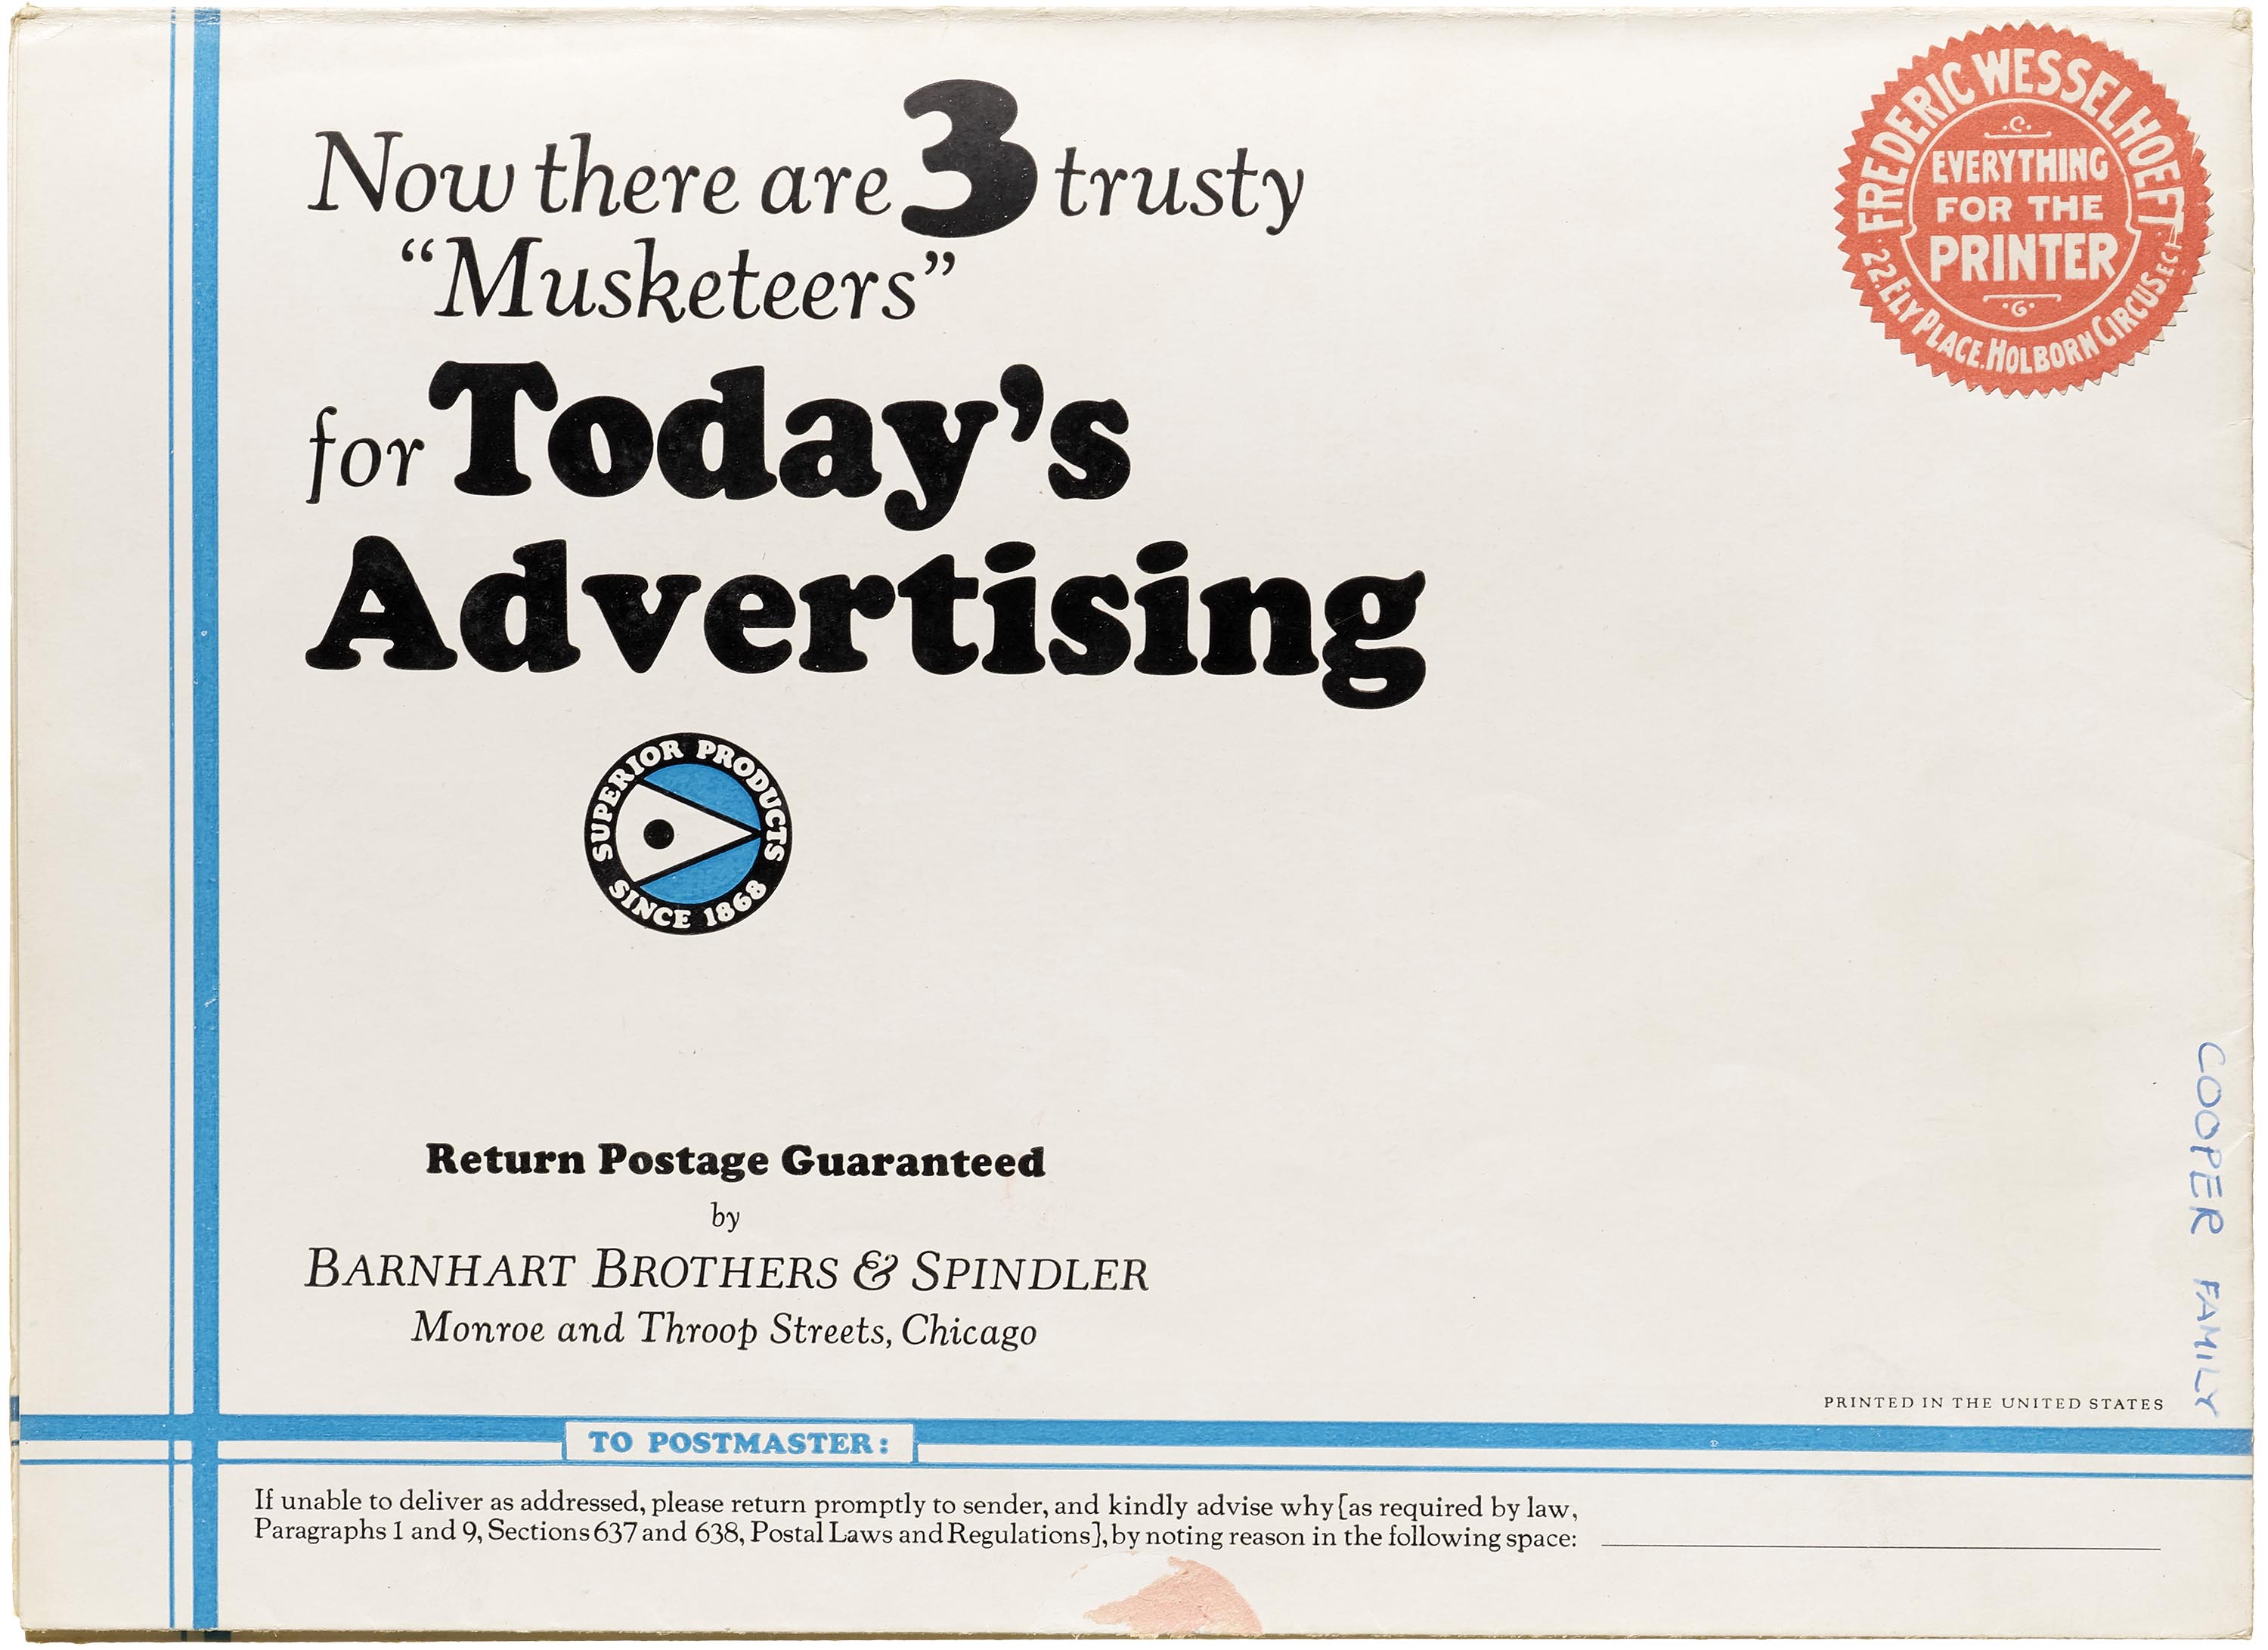 Now there are 3 trusty
“Musketeers”
for Today’s
Advertising
SUPERIOR PRODUCTS
SINCE 1868
Return Postage Guaranteed
by
BARNHART BROTHERS & SPINDLER
Monroe and Throop Streets, Chicago
FREDERIC WESSELHOEFT
EVERYTHING
FOR THE
PRINTER
22. ELY PLACE. HOLBORN CIRCUS. E.C.1
COOPER FAMILY
PRINTED IN THE UNITED STATES
TO POSTMASTER:
If unable to deliver as addressed, please return promptly to sender, and kindly advise why [as required by law,
Paragraphs 1 and 9, Sections 637 and 638, Postal Laws and Regulations], by noting reason in the following space: